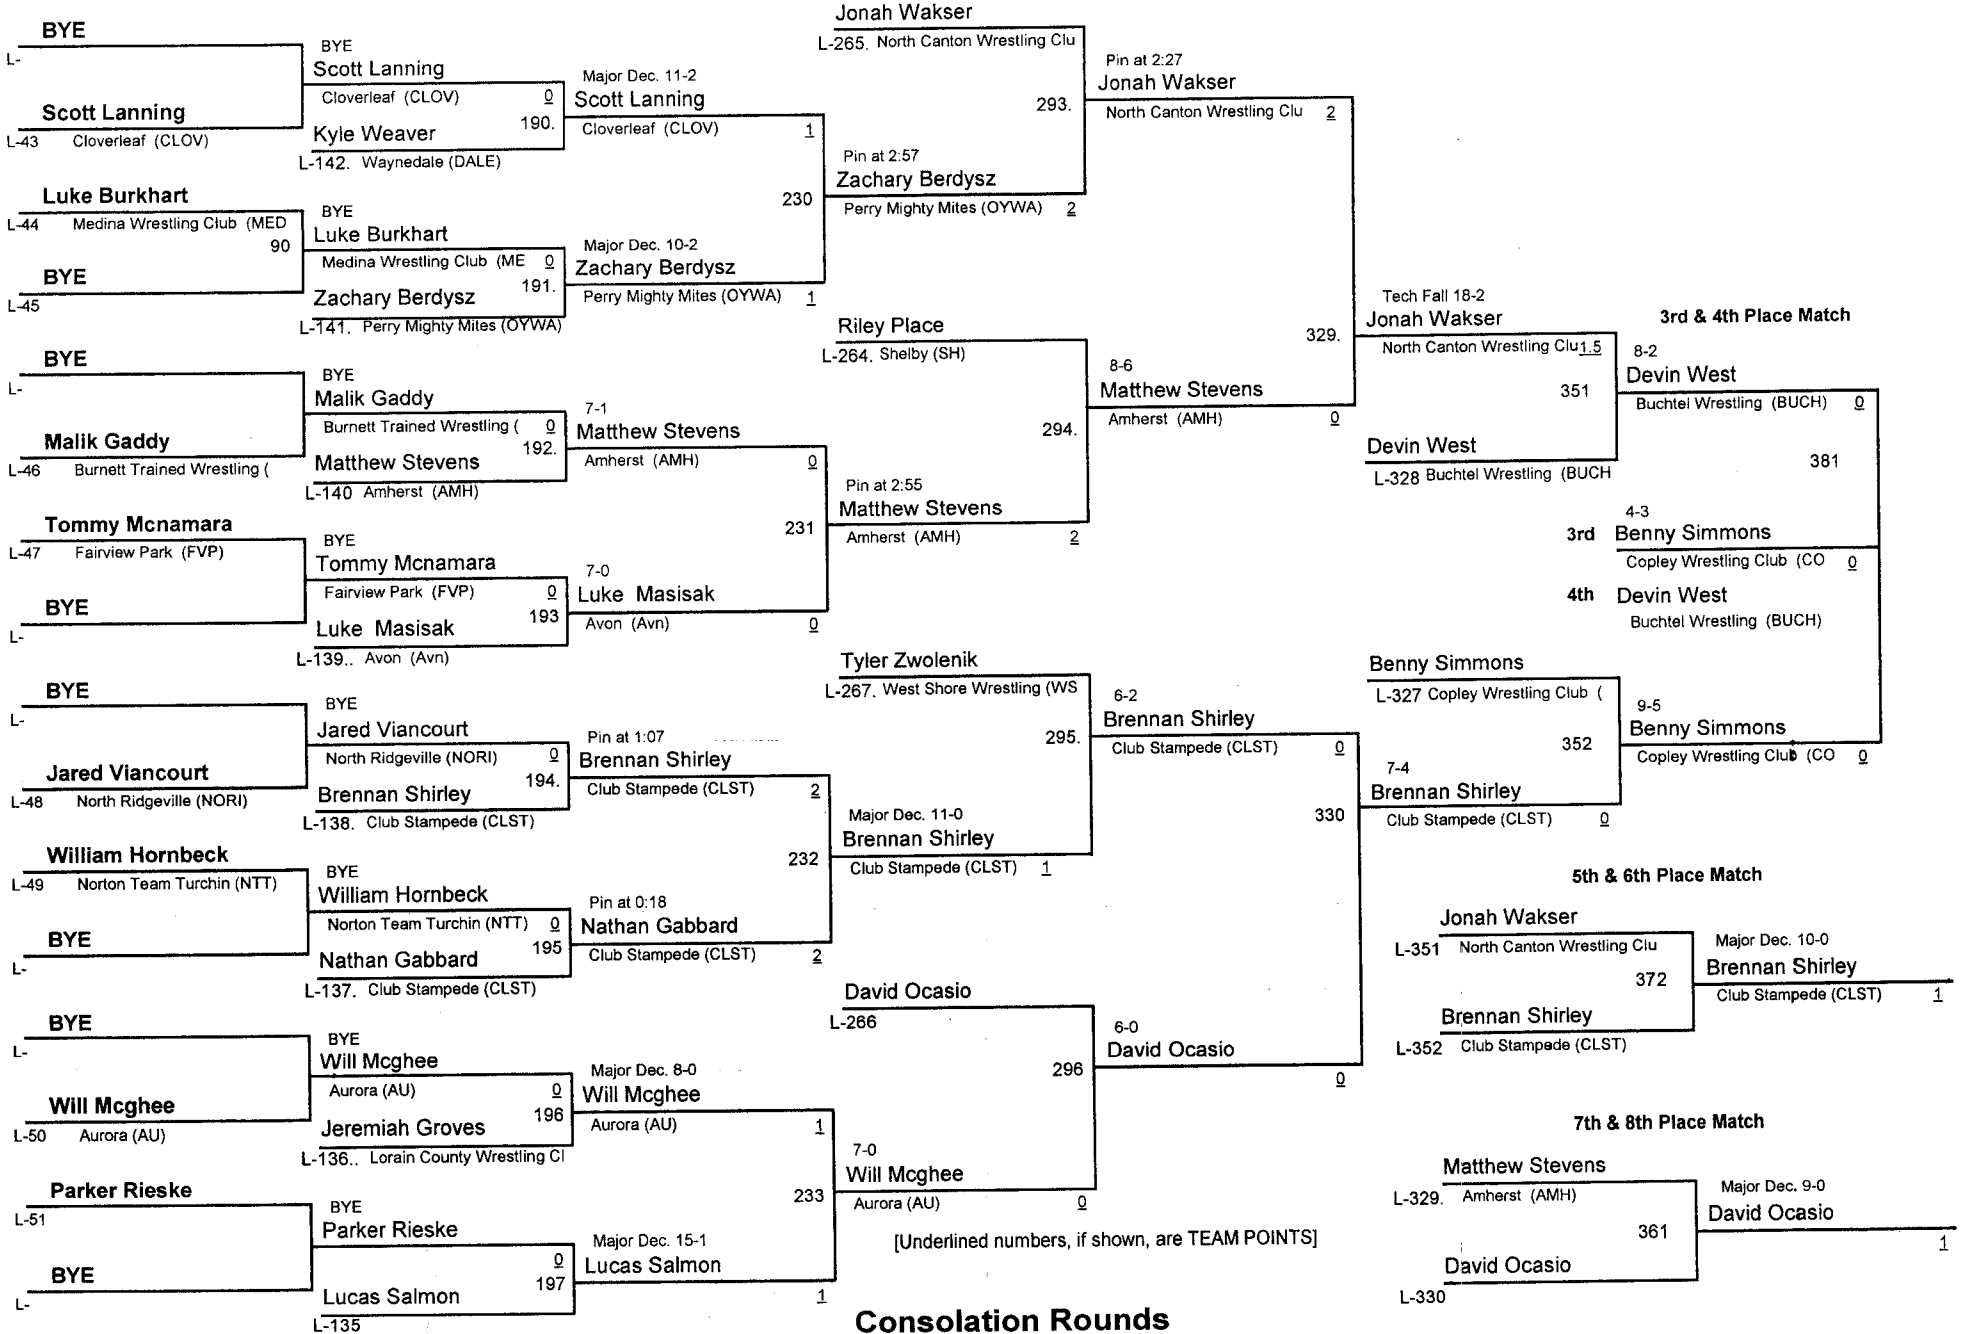 BYE
L-
Scott Lanning
L-43 Cloverleaf (CLOV)
Luke Burkhart
L-44 Medina Wrestling Club (MED
90
BYE
L-45
BYE
L-
Malik Gaddy
L-46 Burnett Trained Wrestling (
Tommy Mcnamara
L-47 Fairview Park (FVP)
BYE
L-
BYE
L-
Jared Viancourt
L-48 North Ridgeville (NORI)
William Hornbeck
L-49 Norton Team Turchin (NTT)
BYE
L-
BYE
L-
Will Mcghee
L-50 Aurora (AU)
Parker Rieske
L-51
BYE
L-
BYE
Scott Lanning
Cloverleaf (CLOV) 0
190.
Kyle Weaver
L-142. Waynedale (DALE)
BYE
Luke Burkhart
Medina Wrestling Club (ME 0
191.
Zachary Berdysz
L-141. Perry Mighty Mites (OYWA)
BYE
Malik Gaddy
Burnett Trained Wrestling ( 0
192.
Matthew Stevens
L-140 Amherst (AMH)
BYE
Tommy Mcnamara
Fairview Park (FVP) 0
193
Luke Masisak
L-139.. Avon (Avn)
BYE
Jared Viancourt
North Ridgeville (NORI) 0
194.
Brennan Shirley
L-138. Club Stampede (CLST)
BYE
William Hornbeck
Norton Team Turchin (NTT) 0
195
Nathan Gabbard
L-137. Club Stampede (CLST)
BYE
Will Mcghee
Aurora (AU) 0
196
Jeremiah Groves
L-136.. Lorain County Wrestling Cl
BYE
Parker Rieske
0
197
Lucas Salmon
L-135
Major Dec. 11-2
Scott Lanning
Cloverleaf (CLOV) 1
230
Major Dec. 10-2
Zachary Berdysz
Perry Mighty Mites (OYWA) 1
7-1
Matthew Stevens
Amherst (AMH) 0
231
7-0
Luke Masisak
Avon (Avn) 0
Pin at 1:07
Brennan Shirley
Club Stampede (CLST) 2
232
Pin at 0:18
Nathan Gabbard
Club Stampede (CLST) 2
Major Dec. 8-0
Will Mcghee
Aurora (AU) 1
233
Major Dec. 15-1
Lucas Salmon
1
Jonah Wakser
L-265. North Canton Wrestling Clu
293.
Pin at 2:57
Zachary Berdysz
Perry Mighty Mites (OYWA) 2
Riley Place
L-264. Shelby (SH)
294.
Pin at 2:55
Matthew Stevens
Amherst (AMH) 2
Tyler Zwolenik
L-267. West Shore Wrestling (WS
295.
Major Dec. 11-0
Brennan Shirley
Club Stampede (CLST) 1
David Ocasio
L-266
296
7-0
Will Mcghee
Aurora (AU) 0
Pin at 2:27
Jonah Wakser
North Canton Wrestling Clu 2
329.
8-6
Matthew Stevens
Amherst (AMH) 0
6-2
Brennan Shirley
Club Stampede (CLST) 0
330
6-0
David Ocasio
0
Tech Fall 18-2
Jonah Wakser
North Canton Wrestling Clu 1.5
351
Devin West
L-328 Buchtel Wrestling (BUCH
Benny Simmons
L-327 Copley Wrestling Club (
352
7-4
Brennan Shirley
Club Stampede (CLST) 0
3rd & 4th Place Match
8-2
Devin West
Buchtel Wrestling (BUCH) 0
381
4-3
3rd Benny Simmons
Copley Wrestling Club (CO 0
4th Devin West
Buchtel Wrestling (BUCH)
9-5
Benny Simmons
Copley Wrestling Club (CO 0
5th & 6th Place Match
Jonah Wakser
L-351 North Canton Wrestling Clu
372
Brennan Shirley
L-352 Club Stampede (CLST)
Major Dec. 10-0
Brennan Shirley
Club Stampede (CLST) 1
7th & 8th Place Match
Matthew Stevens
L-329. Amherst (AMH)
361
David Ocasio
L-330
Major Dec. 9-0
David Ocasio
1
[Underlined numbers, if shown, are TEAM POINTS]
Consolation Rounds